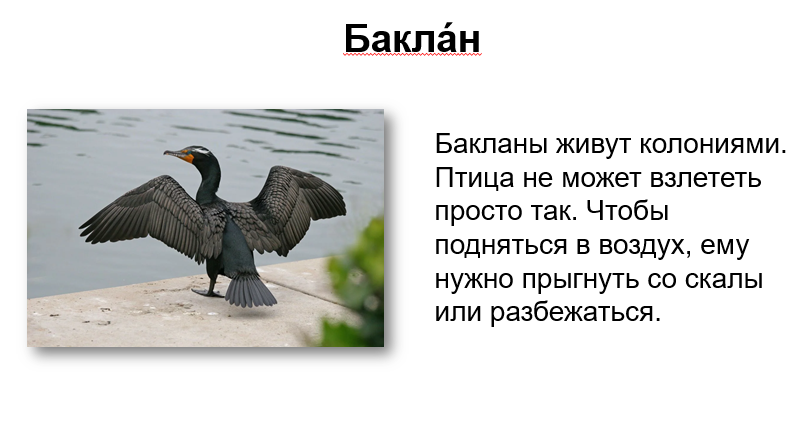 Бакла́н
Бакланы живут колониями.
Птица не может взлететь
просто так. Чтобы
подняться в воздух, ему
нужно прыгнуть со скалы
или разбежаться.